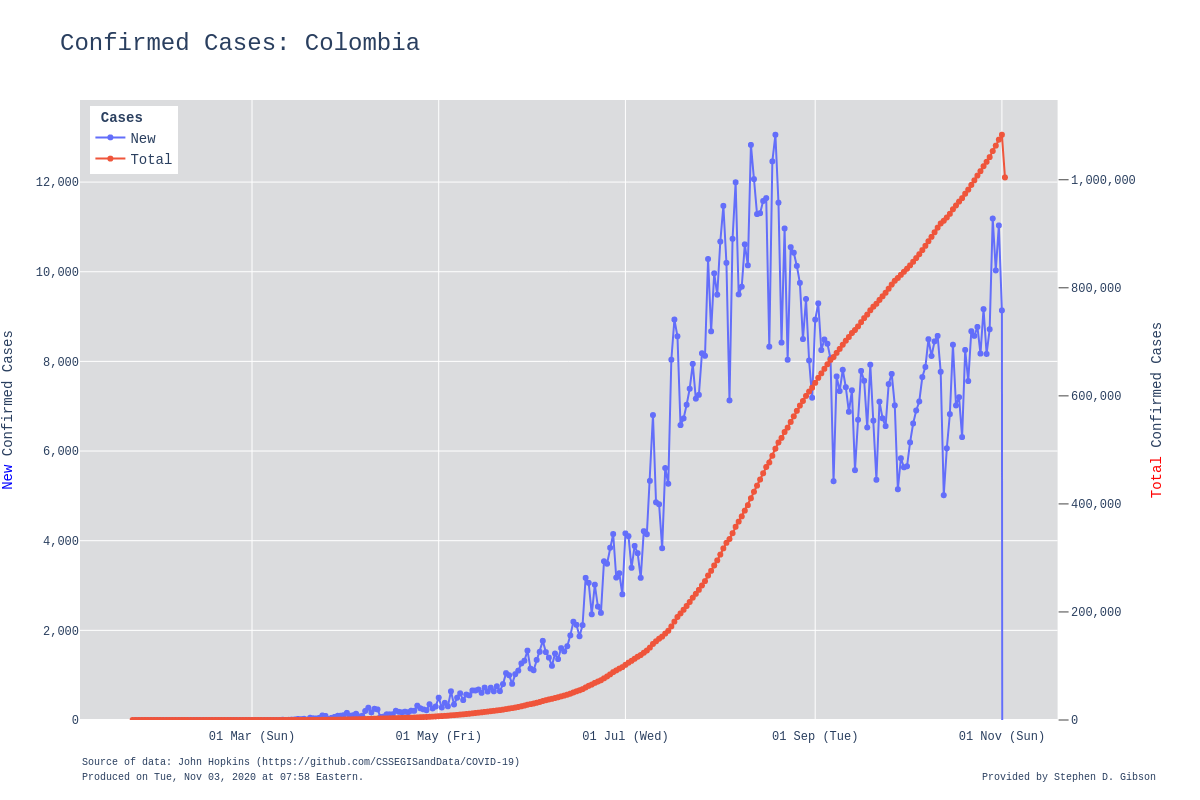 Confirmed Cases: Colombia
Cases
New
Total
12,000
10,000
8,000
6,000
4,000
2,000
0
1,000,000
800,000
600,000
400,000
200,000
0
New Confirmed Cases
Total Confirmed Cases
01 Mar (Sun)
01 May (Fri)
01 Jul (Wed)
01 Sep (Tue)
01 Nov (Sun)
Source of data: John Hopkins (https://github.com/CSSEGISandData/COVID-19)
Produced on Tue, Nov 03, 2020 at 07:58 Eastern.
Provided by Stephen D. Gibson